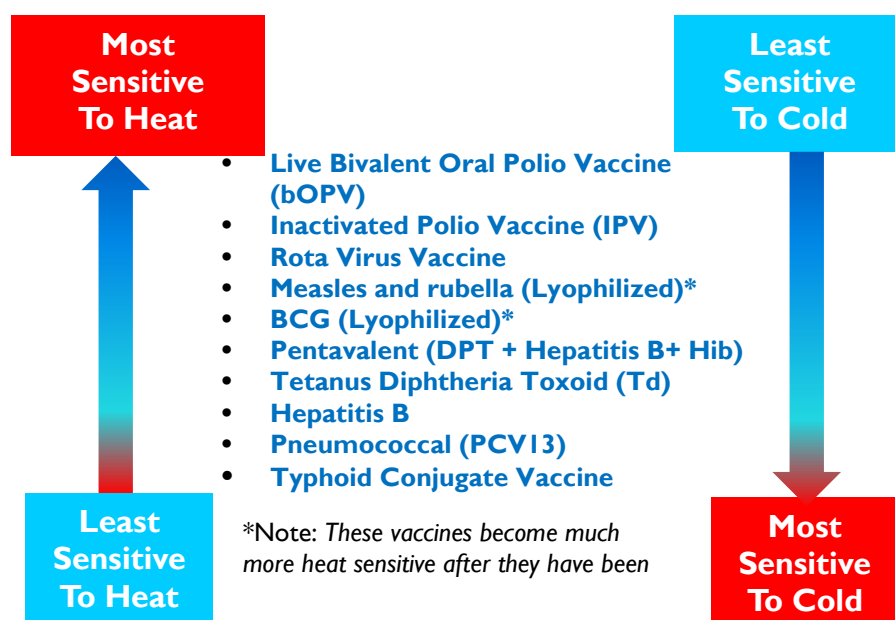 Most
Sensitive
To Heat
Least
Sensitive
To Cold
• Live Bivalent Oral Polio Vaccine
(bOPV)
• Inactivated Polio Vaccine (IPV)
• Rota Virus Vaccine
• Measles and rubella (Lyophilized)*
• BCG (Lyophilized)*
• Pentavalent (DPT + Hepatitis B+ Hib)
• Tetanus Diphtheria Toxoid (Td)
• Hepatitis B
• Pneumococcal (PCV13)
• Typhoid Conjugate Vaccine
Least
Sensitive
To Heat
*Note: These vaccines become much
more heat sensitive after they have been
Most
Sensitive
To Cold